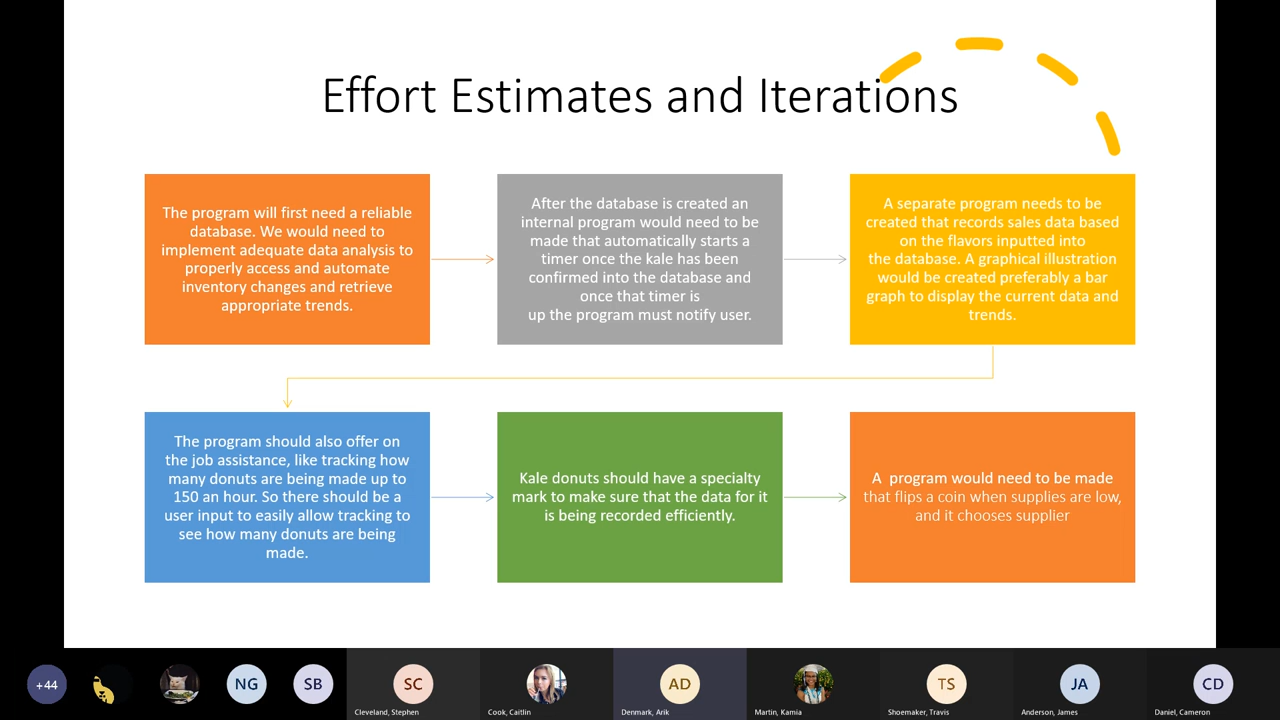 Effort Estimates and Iterations
The program will first need a reliable
database. We would need to
implement adequate data analysis to
properly access and automate
inventory changes and retrieve
appropriate trends.
After the database is created an
internal program would need to be
made that automatically starts a
timer once the kale has been
confirmed into the database and
once that timer is
up the program must notify user.
A separate program needs to be
created that records sales data based
on the flavors inputted into
the database. A graphical illustration
would be created preferably a bar
graph to display the current data and
trends.
The program should also offer on
the job assistance, like tracking how
many donuts are being made up to
150 an hour. So there should be a
user input to easily allow tracking to
see how many donuts are being
made.
Kale donuts should have a specialty
mark to make sure that the data for it
is being recorded efficiently.
A  program would need to be made
that flips a coin when supplies are low,
and it chooses supplier
+44
NG
SB
SC
AD
TS
JA
CD
Cleveland, Stephen
Cook, Caitlin
Denmark, Arik
Martin, Kamia
Shoemaker, Travis
Anderson, James
Daniel, Cameron